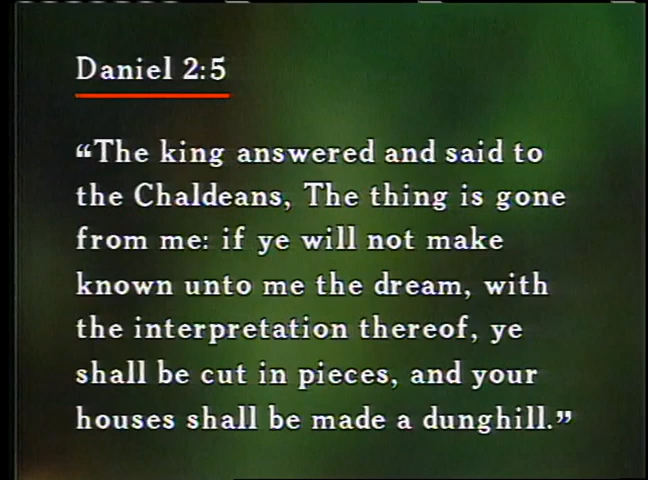 Daniel 2:5
“The king answered and said to
the Chaldeans, The thing is gone
from me: if ye will not make
known unto me the dream, with
the interpretation thereof, ye
shall be cut in pieces, and your
houses shall be made a dunghill.”